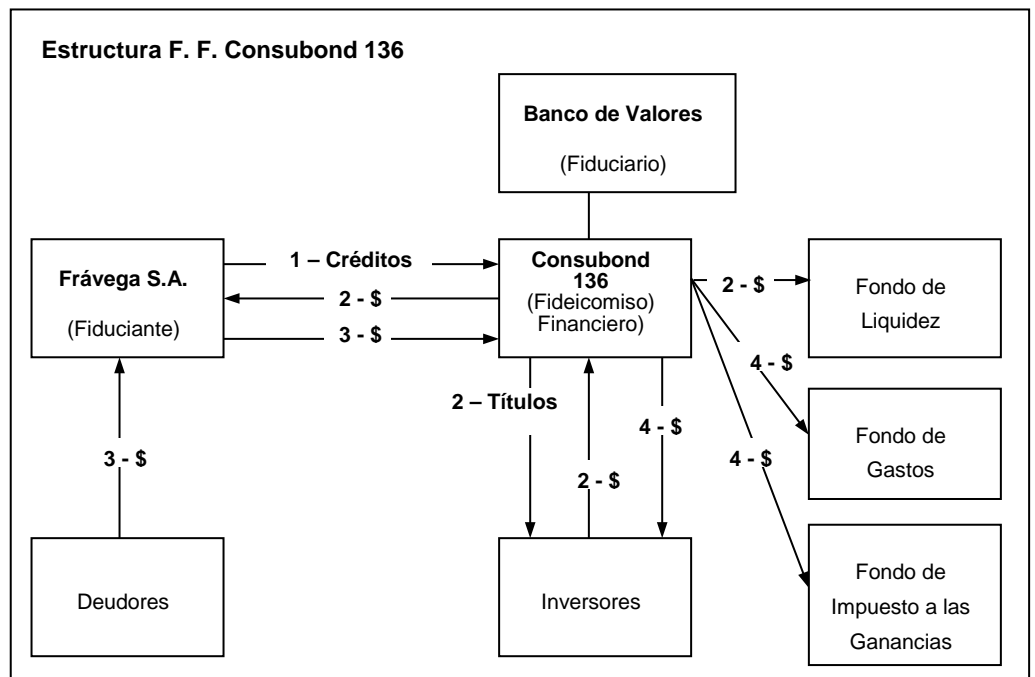 Estructura F. F. Consubond 136
Banco de Valores
(Fiduciario)
Frávega S.A.
(Fiduciante)
1 – Créditos
2 - $
3 - $
Consubond
136
(Fideicomiso)
Financiero)
2 - $
Fondo de
Liquidez
4 - $
Fondo de
Gastos
4 - $
Fondo de
Impuesto a las
Ganancias
2 – Títulos
4 - $
2 - $
3 - $
Deudores
Inversores